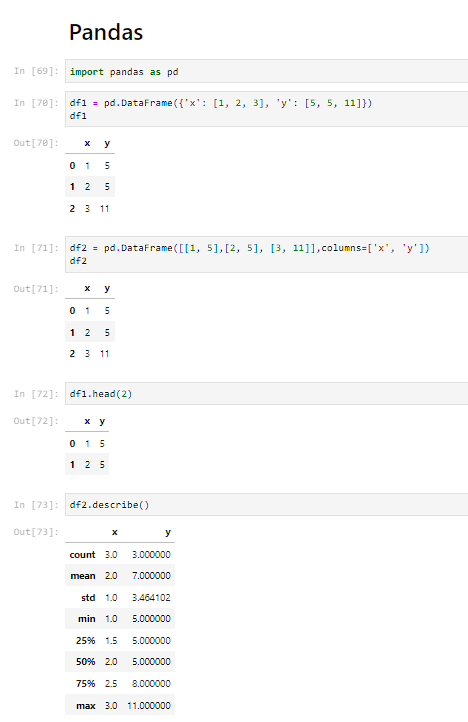 Pandas
In [69]: import pandas as pd
In [70]: df1 = pd.DataFrame({'x': [1, 2, 3], 'y': [5, 5, 11]})
df1
Out[70]:
x y
0 1 5
1 2 5
2 3 11
In [71]: df2 = pd.DataFrame([[1, 5],[2, 5], [3, 11]],columns=['x', 'y'])
df2
Out[71]:
x y
0 1 5
1 2 5
2 3 11
In [72]: df1.head(2)
Out[72]:
x y
0 1 5
1 2 5
In [73]: df2.describe()
Out[73]:
x y
count 3.0 3.000000
mean 2.0 7.000000
std 1.0 3.464102
min 1.0 5.000000
25% 1.5 5.000000
50% 2.0 5.000000
75% 2.5 8.000000
max 3.0 11.000000